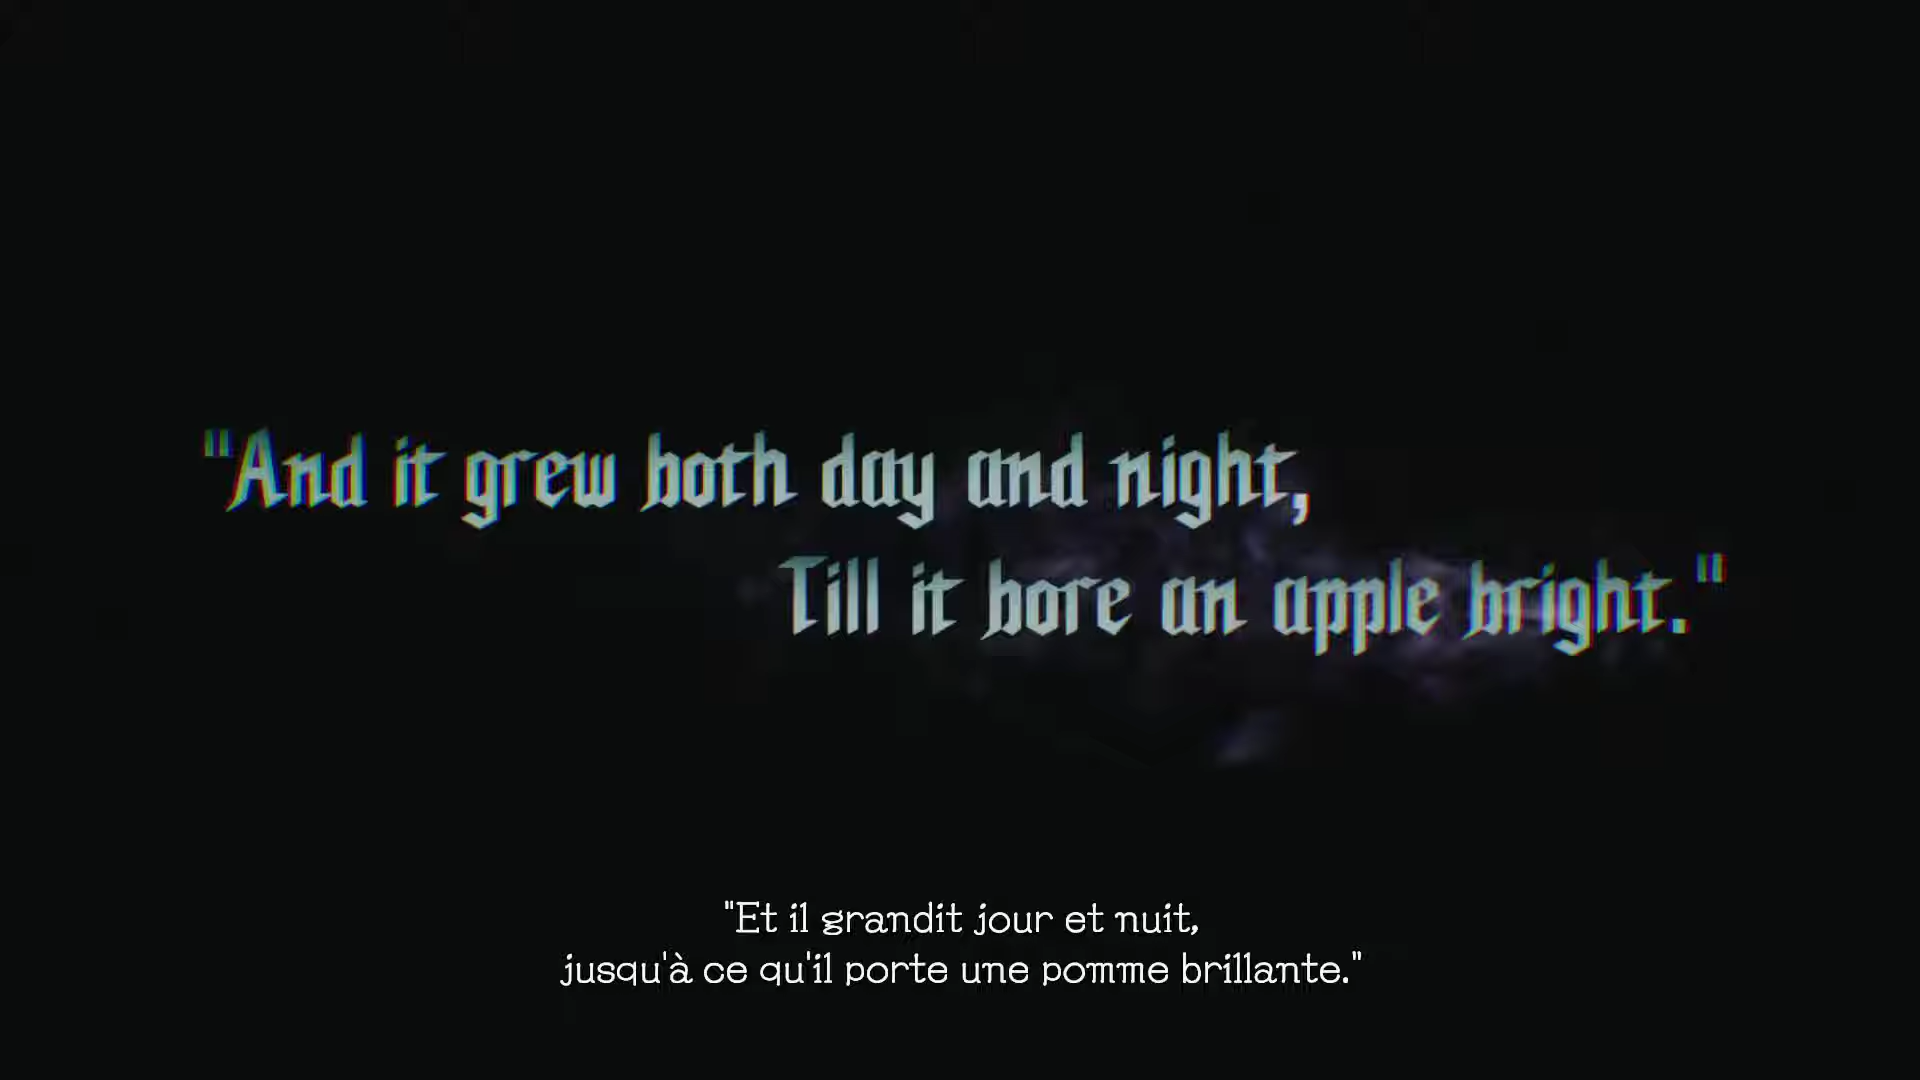 "And it grew both day and night,
Till it bore an apple bright."
"Et il grandit jour et nuit,
jusqu'à ce qu'il porte une pomme brillante."